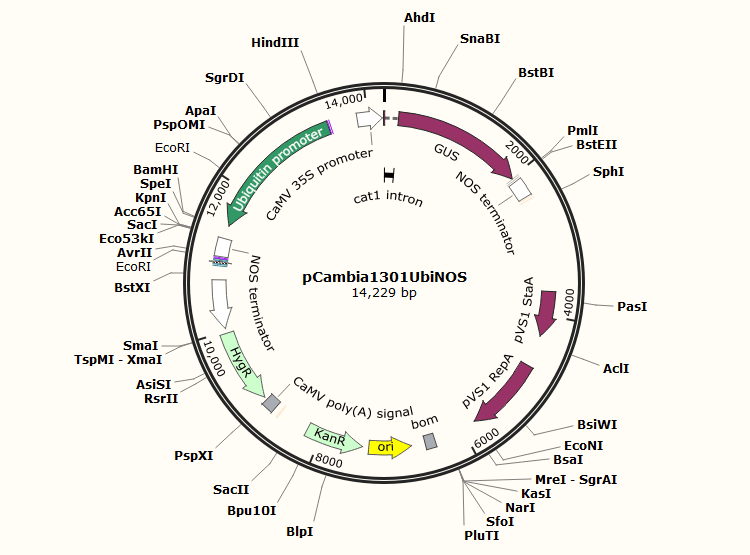 AhdI
SnaBI
BstBI
PmlI
BstEII
SphI
PasI
AclI
BsiWI
EcoNI
BsaI
MreI - SgrAI
KasI
NarI
SfoI
PluTI
BlpI
Bpu10I
SacII
PspXI
RsrII
AsiSI
TspMI - XmaI
SmaI
BstXI
EcoRI
AvrII
Eco53kI
SacI
Acc65I
KpnI
SpeI
BamHI
EcoRI
PspOMI
ApaI
SgrDI
HindIII
14,000
2000
4000
6000
8000
10,000
12,000
GUS
NOS terminator
pVS1 StaA
pVS1 RepA
bom
ori
KanR
CaMV poly(A) signal
HygR
NOS terminator
Ubiquitin promoter
CaMV 35S promoter
cat1 intron
pCambia1301UbiNOS
14,229 bp